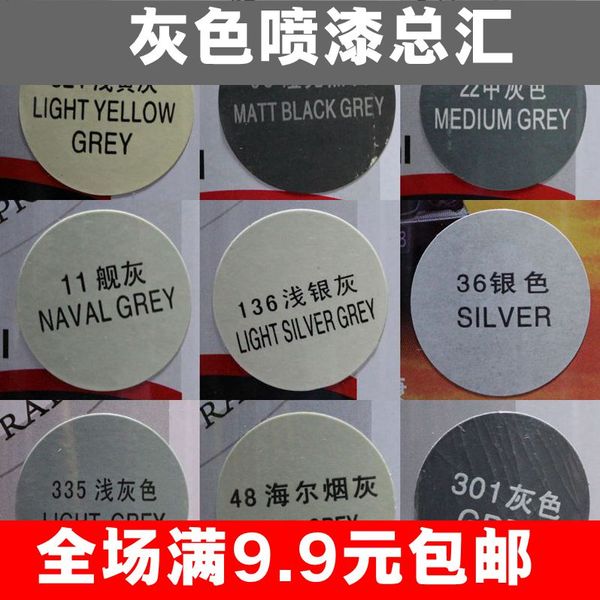 灰色喷漆总汇
LIGHT YELLOW
GREY
MATT BLACK GREY
22中灰色
MEDIUM GREY
11舰灰
NAVAL GREY
136浅银灰
LIGHT SILVER GREY
36银色
SILVER
335浅灰色
LIGHT GREY
48海尔烟灰
GREY
301灰色
全场满9.9元包邮